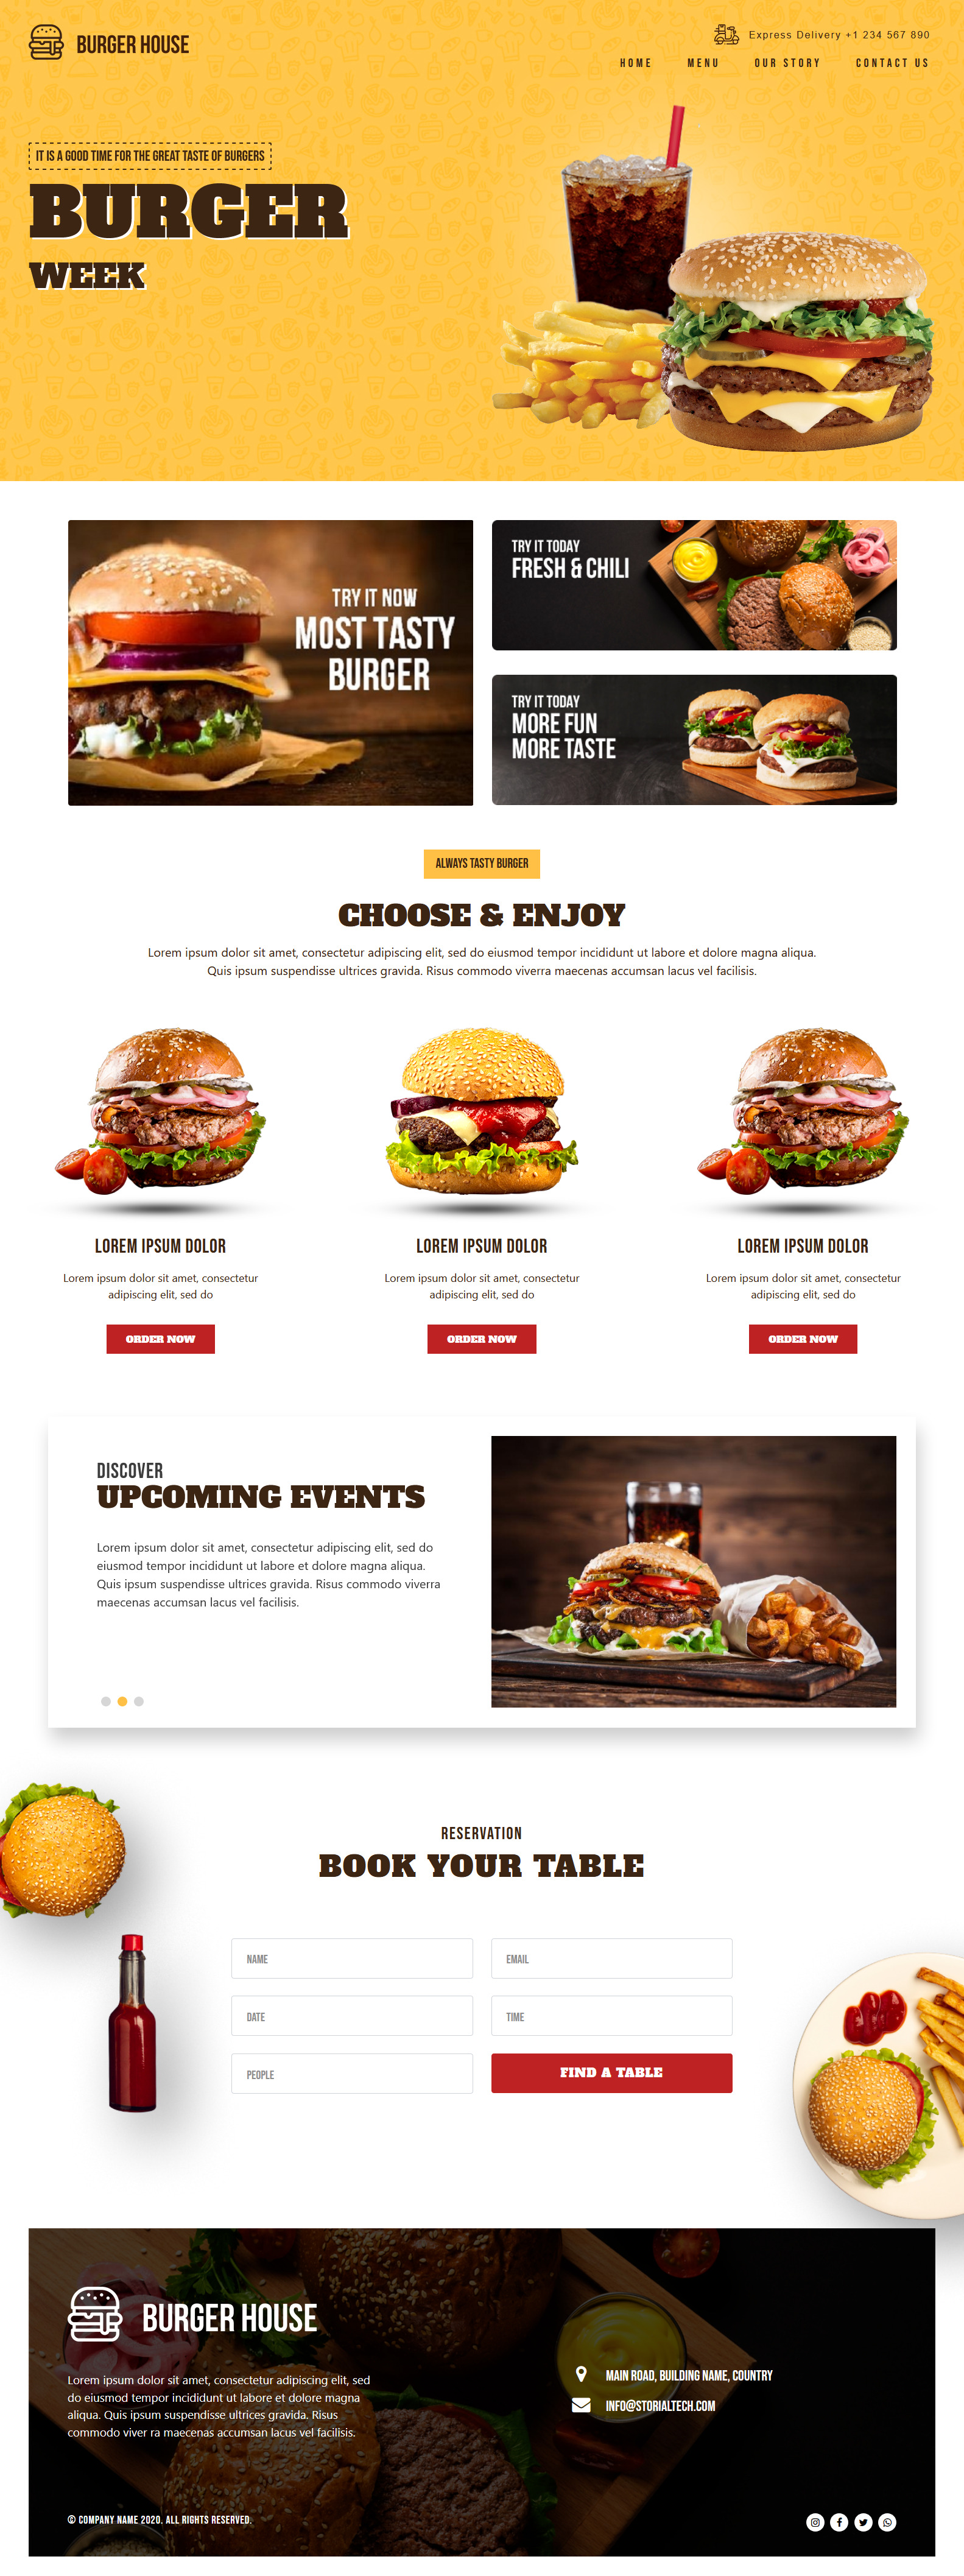 BURGER HOUSE
Express Delivery +1 234 567 890
HOME MENU OUR STORY CONTACT US
IT IS A GOOD TIME FOR THE GREAT TASTE OF BURGERS
BURGER
WEEK
TRY IT NOW
MOST TASTY
BURGER
TRY IT TODAY
FRESH & CHILI
TRY IT TODAY
MORE FUN
MORE TASTE
ALWAYS TASTY BURGER
CHOOSE & ENJOY
Lorem ipsum dolor sit amet, consectetur adipiscing elit, sed do eiusmod tempor incididunt ut labore et dolore magna aliqua.
Quis ipsum suspendisse ultrices gravida. Risus commodo viverra maecenas accumsan lacus vel facilisis.
LOREM IPSUM DOLOR
Lorem ipsum dolor sit amet, consectetur
adipiscing elit, sed do
ORDER NOW
LOREM IPSUM DOLOR
Lorem ipsum dolor sit amet, consectetur
adipiscing elit, sed do
ORDER NOW
LOREM IPSUM DOLOR
Lorem ipsum dolor sit amet, consectetur
adipiscing elit, sed do
ORDER NOW
DISCOVER
UPCOMING EVENTS
Lorem ipsum dolor sit amet, consectetur adipiscing elit, sed do
eiusmod tempor incididunt ut labore et dolore magna aliqua.
Quis ipsum suspendisse ultrices gravida. Risus commodo viverra
maecenas accumsan lacus vel facilisis.
RESERVATION
BOOK YOUR TABLE
NAME
EMAIL
DATE
TIME
PEOPLE
FIND A TABLE
BURGER HOUSE
Lorem ipsum dolor sit amet, consectetur adipiscing elit, sed
do eiusmod tempor incididunt ut labore et dolore magna
aliqua. Quis ipsum suspendisse ultrices gravida. Risus
commodo viver ra maecenas accumsan lacus vel facilisis.
MAIN ROAD, BUILDING NAME, COUNTRY
INFO@STORIALTECH.COM
© COMPANY NAME 2020. ALL RIGHTS RESERVED.